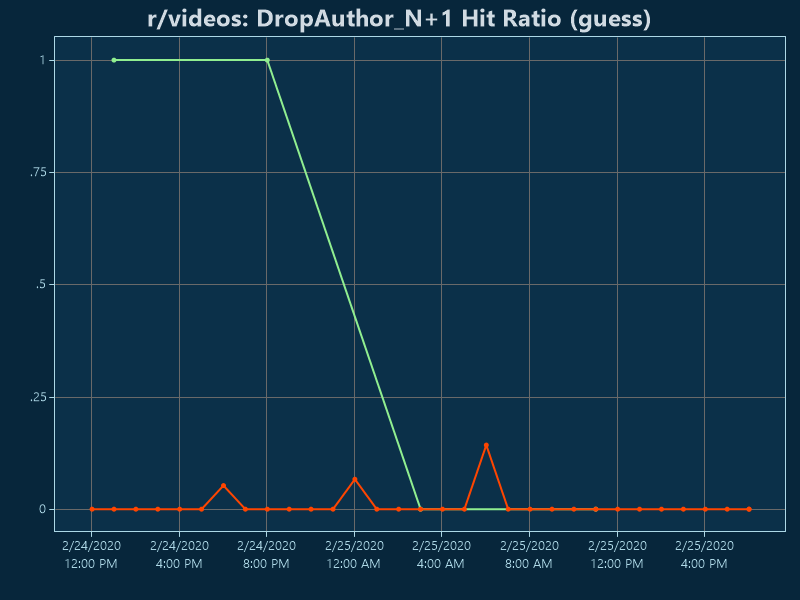 r/videos: DropAuthor_N+1 Hit Ratio (guess)
1
.75
.5
.25
0
2/24/2020 2/24/2020 2/24/2020 2/25/2020 2/25/2020 2/25/2020 2/25/2020 2/25/2020
12:00 PM 4:00 PM 8:00 PM 12:00 AM 4:00 AM 8:00 AM 12:00 PM 4:00 PM